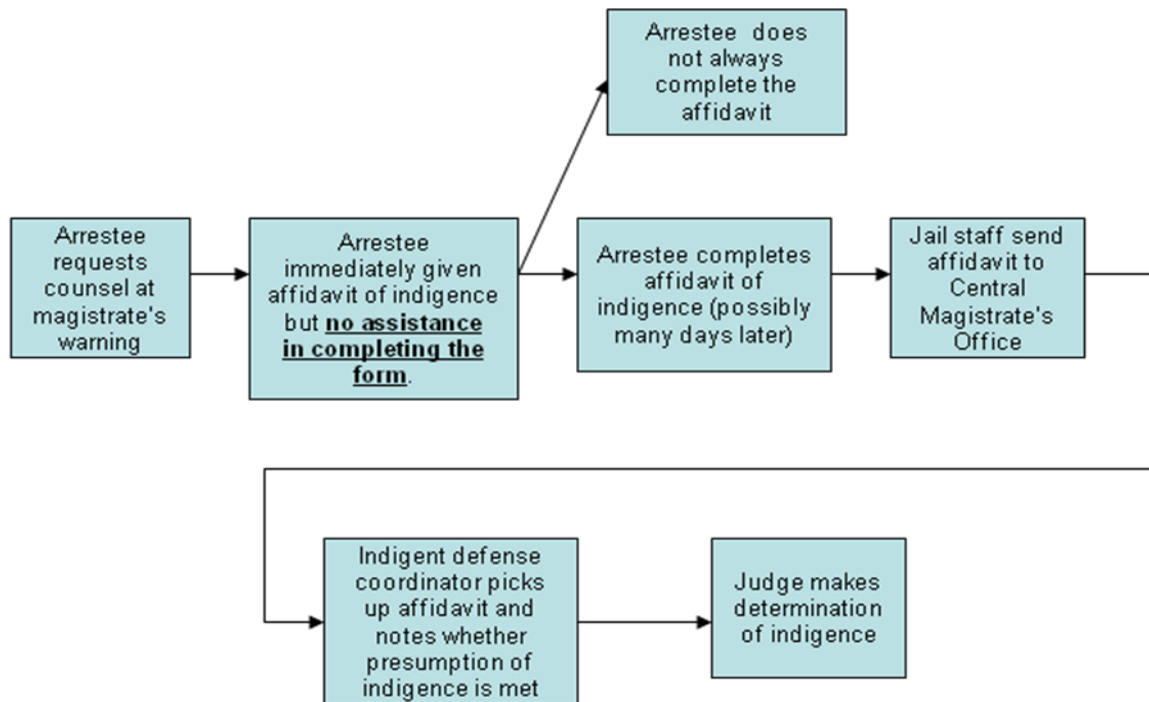 Arrestee does
not always
complete the
affidavit
Arrestee
requests
counsel at
magistrate's
warning
Arrestee
immediately given
affidavit of indigence
but no assistance
in completing the
form.
Arrestee completes
affidavit of
indigence (possibly
many days later)
Jail staff send
affidavit to
Central
Magistrate's
Office
Indigent defense
coordinator picks
up affidavit and
notes whether
presumption of
indigence is met
Judge makes
determination
of indigence